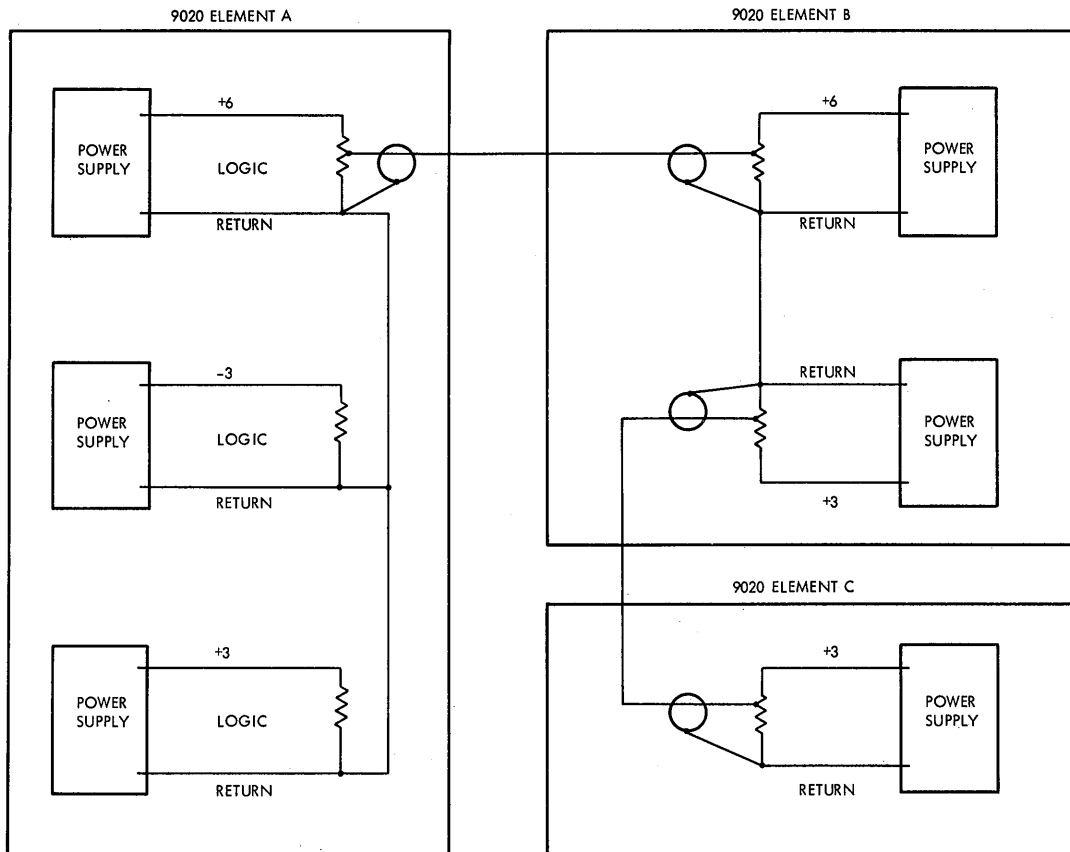 9020 ELEMENT A
+6
POWER
SUPPLY
LOGIC
RETURN
-3
POWER
SUPPLY
LOGIC
RETURN
+3
POWER
SUPPLY
LOGIC
RETURN
9020 ELEMENT B
+6
POWER
SUPPLY
RETURN
RETURN
POWER
SUPPLY
+3
9020 ELEMENT C
+3
POWER
SUPPLY
RETURN